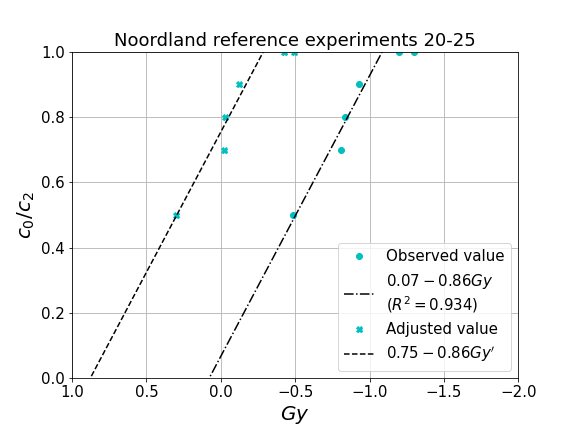 Noordland reference experiments 20-25
c₀/c₂
1.0
0.8
0.6
0.4
0.2
0.0
Observed value
0.07 − 0.86Gy
(R² = 0.934)
Adjusted value
0.75 − 0.86Gy′
1.0 0.5 0.0 −0.5 −1.0 −1.5 −2.0
Gy